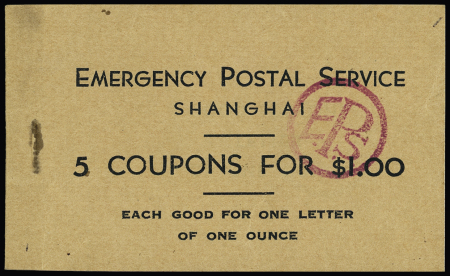 EMERGENCY POSTAL SERVICE
SHANGHAI
5 COUPONS FOR $1.00
EPS
EACH GOOD FOR ONE LETTER
OF ONE OUNCE